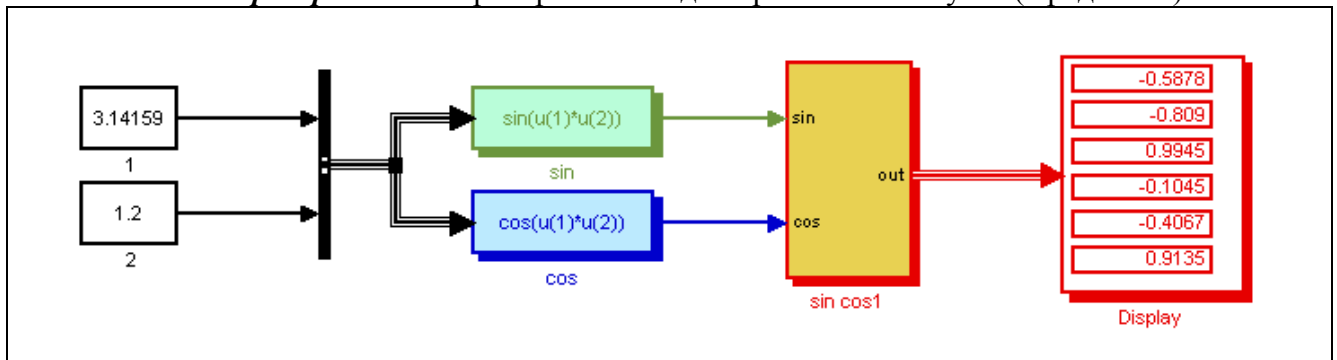 3.14159
1
1.2
2
sin(u(1)*u(2))
sin
cos(u(1)*u(2))
cos
sin
cos
out
sin cos1
-0.5878
-0.809
0.9945
-0.1045
-0.4067
0.9135
Display